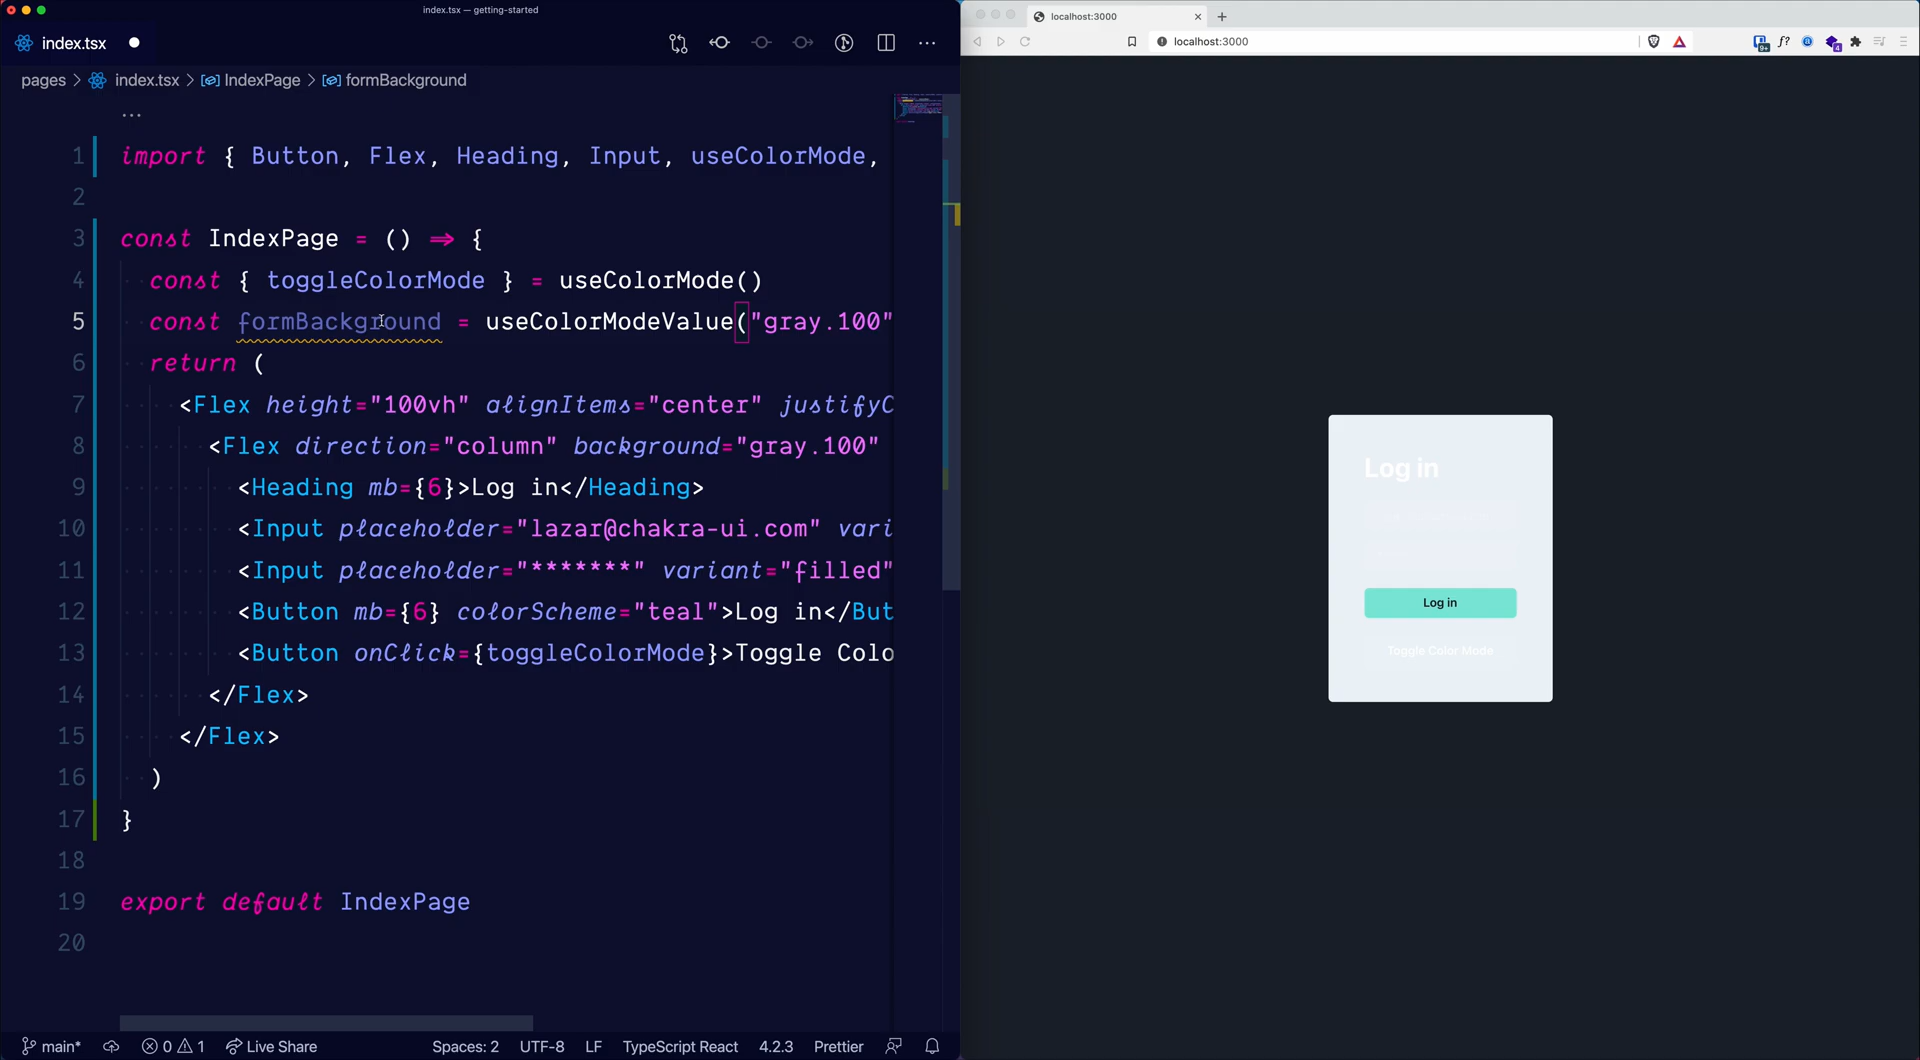 index.tsx — getting-started
index.tsx
pages > index.tsx > IndexPage > formBackground
...
1 import { Button, Flex, Heading, Input, useColorMode,
2
3 const IndexPage = () => {
4 const { toggleColorMode } = useColorMode()
5 const formBackground = useColorModeValue("gray.100"
6 return (
7 <Flex height="100vh" alignItems="center" justifyC
8 <Flex direction="column" background="gray.100"
9 <Heading mb={6}>Log in</Heading>
10 <Input placeholder="lazar@chakra-ui.com" vari
11 <Input placeholder="*******" variant="filled"
12 <Button mb={6} colorScheme="teal">Log in</But
13 <Button onClick={toggleColorMode}>Toggle Colo
14 </Flex>
15 </Flex>
16 )
17 }
18
19 export default IndexPage
20
main* 0 1 Live Share Spaces: 2 UTF-8 LF TypeScript React 4.2.3 Prettier
localhost:3000
localhost:3000
9+ f? 4
Log in
Log in
Toggle Color Mode